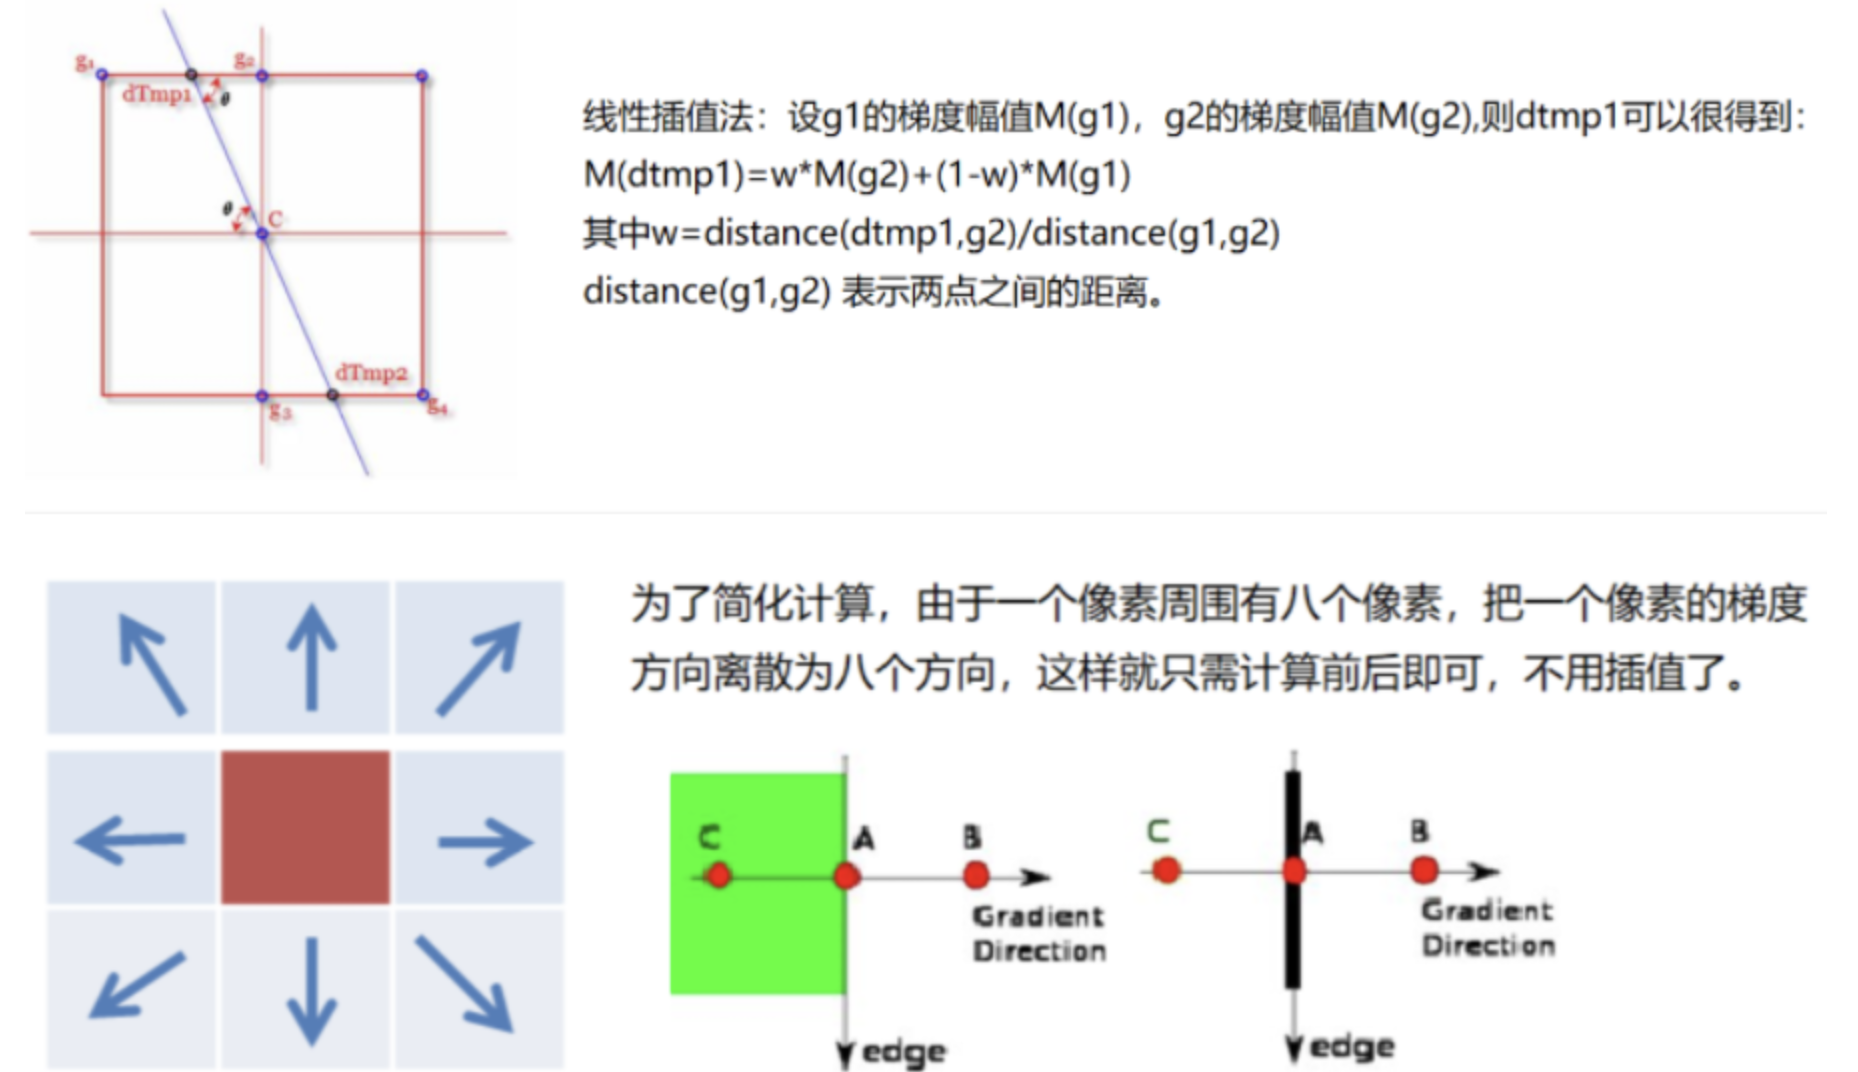 g₁
g₂
dTmp1
θ
θ
C
dTmp2
g₃
g₄
线性插值法：设g1的梯度幅值M(g1)，g2的梯度幅值M(g2),则dtmp1可以很得到：
M(dtmp1)=w*M(g2)+(1-w)*M(g1)
其中w=distance(dtmp1,g2)/distance(g1,g2)
distance(g1,g2) 表示两点之间的距离。
为了简化计算，由于一个像素周围有八个像素，把一个像素的梯度
方向离散为八个方向，这样就只需计算前后即可，不用插值了。
C
A
B
Gradient
Direction
edge
C
A
B
Gradient
Direction
edge